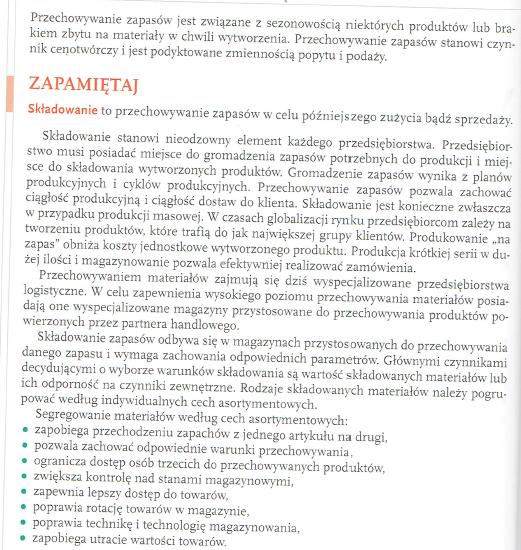 Przechowywanie zapasów jest związane z sezonowością niektórych produktów lub bra-
kiem zbytu na materiały w chwili wytworzenia. Przechowywanie zapasów stanowi czyn-
nik cenotwórczy i jest podyktowane zmiennością popytu i podaży.
ZAPAMIĘTAJ
Składowanie to przechowywanie zapasów w celu późniejszego zużycia bądź sprzedaży.
Składowanie stanowi nieodzowny element każdego przedsiębiorstwa. Przedsiębior-
stwo musi posiadać miejsce do gromadzenia zapasów potrzebnych do produkcji i miej-
sce do składowania wytworzonych produktów. Gromadzenie zapasów wynika z planów
produkcyjnych i cyklów produkcyjnych. Przechowywanie zapasów pozwala zachować
ciągłość produkcyjną i ciągłość dostaw do klienta. Składowanie jest konieczne zwłaszcza
w przypadku produkcji masowej. W czasach globalizacji rynku przedsiębiorcom zależy na
tworzeniu produktów, które trafią do jak największej grupy klientów. Produkowanie „na
zapas” obniża koszty jednostkowe wytworzonego produktu. Produkcja krótkiej serii w du-
żej ilości i magazynowanie pozwala efektywniej realizować zamówienia.
Przechowywaniem materiałów zajmują się dziś wyspecjalizowane przedsiębiorstwa
logistyczne. W celu zapewnienia wysokiego poziomu przechowywania materiałów posia-
dają one wyspecjalizowane magazyny przystosowane do przechowywania produktów po-
wierzonych przez partnera handlowego.
Składowanie zapasów odbywa się w magazynach przystosowanych do przechowywania
danego zapasu i wymaga zachowania odpowiednich parametrów. Głównymi czynnikami
decydującymi o wyborze warunków składowania są wartość składowanych materiałów lub
ich odporność na czynniki zewnętrzne. Rodzaje składowanych materiałów należy pogru-
pować według indywidualnych cech asortymentowych.
Segregowanie materiałów według cech asortymentowych:
• zapobiega przechodzeniu zapachów z jednego artykułu na drugi,
• pozwala zachować odpowiednie warunki przechowywania,
• ogranicza dostęp osób trzecich do przechowywanych produktów,
• zwiększa kontrolę nad stanami magazynowymi,
• zapewnia lepszy dostęp do towarów,
• poprawia rotację towarów w magazynie,
• poprawia technikę i technologię magazynowania,
• zapobiega utracie wartości towarów.